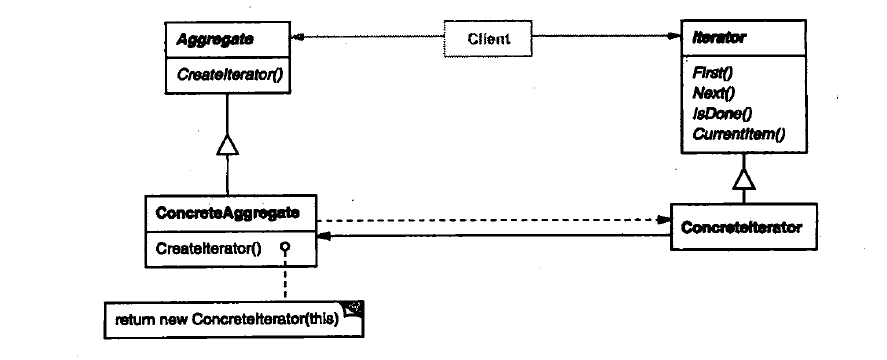 Aggregate
CreateIterator()
Client
Iterator
First()
Next()
IsDone()
CurrentItem()
ConcreteAggregate
CreateIterator()
ConcreteIterator
return new ConcreteIterator(this)